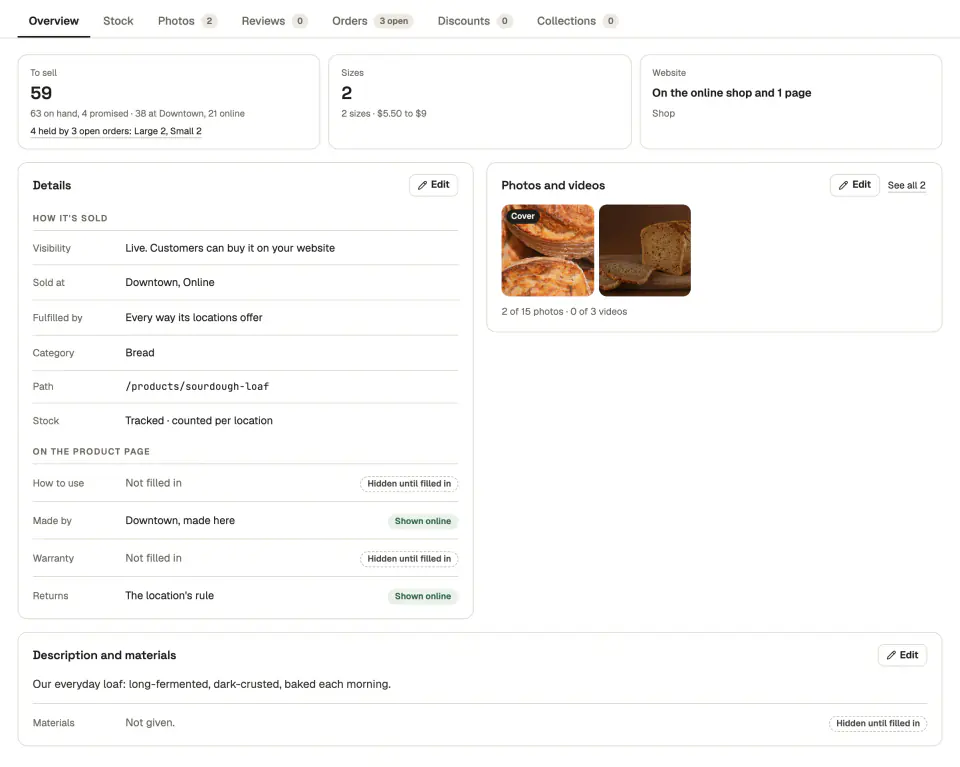 Overview
Stock
Photos 2
Reviews 0
Orders 3 open
Discounts 0
Collections 0
To sell
59
63 on hand, 4 promised · 38 at Downtown, 21 online
4 held by 3 open orders: Large 2, Small 2
Sizes
2
2 sizes · $5.50 to $9
Website
On the online shop and 1 page
Shop
Details
Edit
HOW IT'S SOLD
Visibility Live. Customers can buy it on your website
Sold at Downtown, Online
Fulfilled by Every way its locations offer
Category Bread
Path /products/sourdough-loaf
Stock Tracked · counted per location
ON THE PRODUCT PAGE
How to use Not filled in Hidden until filled in
Made by Downtown, made here Shown online
Warranty Not filled in Hidden until filled in
Returns The location's rule Shown online
Photos and videos
Edit
See all 2
Cover
2 of 15 photos · 0 of 3 videos
Description and materials
Edit
Our everyday loaf: long-fermented, dark-crusted, baked each morning.
Materials Not given. Hidden until filled in